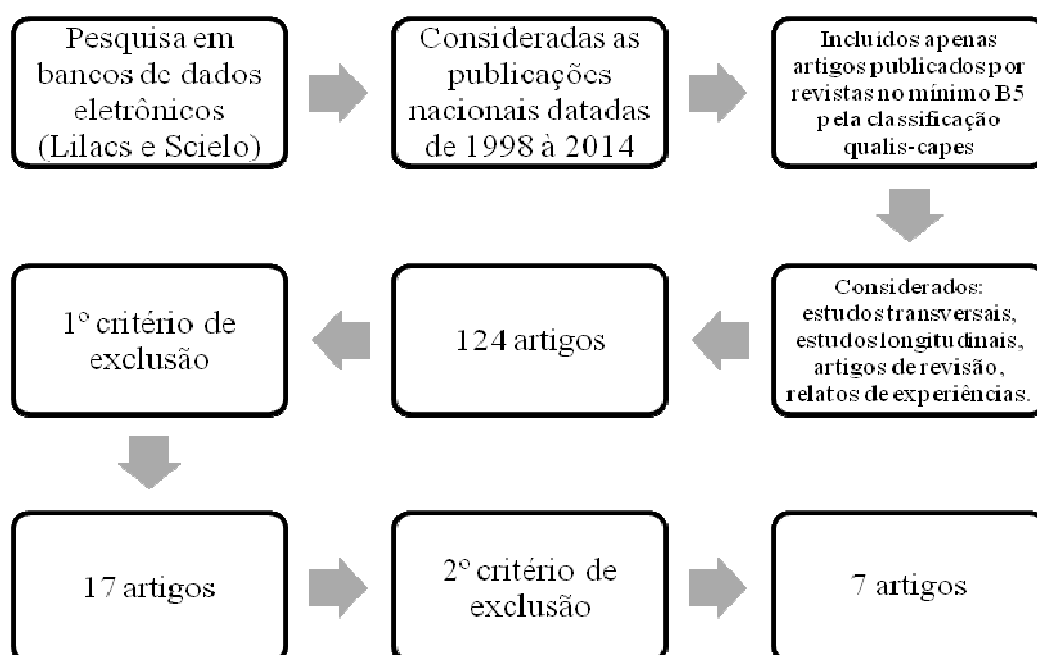 Pesquisa em
bancos de dados
eletrônicos
(Lilacs e Scielo)
Consideradas as
publicações
nacionais datadas
de 1998 à 2014
Incluidos apenas
artigos publicados por
revistas no mínimo B5
pela classificação
qualis-capes
Considerados:
estudos transversais,
estudos longitudinais,
artigos de revisão,
relatos de experiências.
124 artigos
1º critério de
exclusão
17 artigos
2º critério de
exclusão
7 artigos